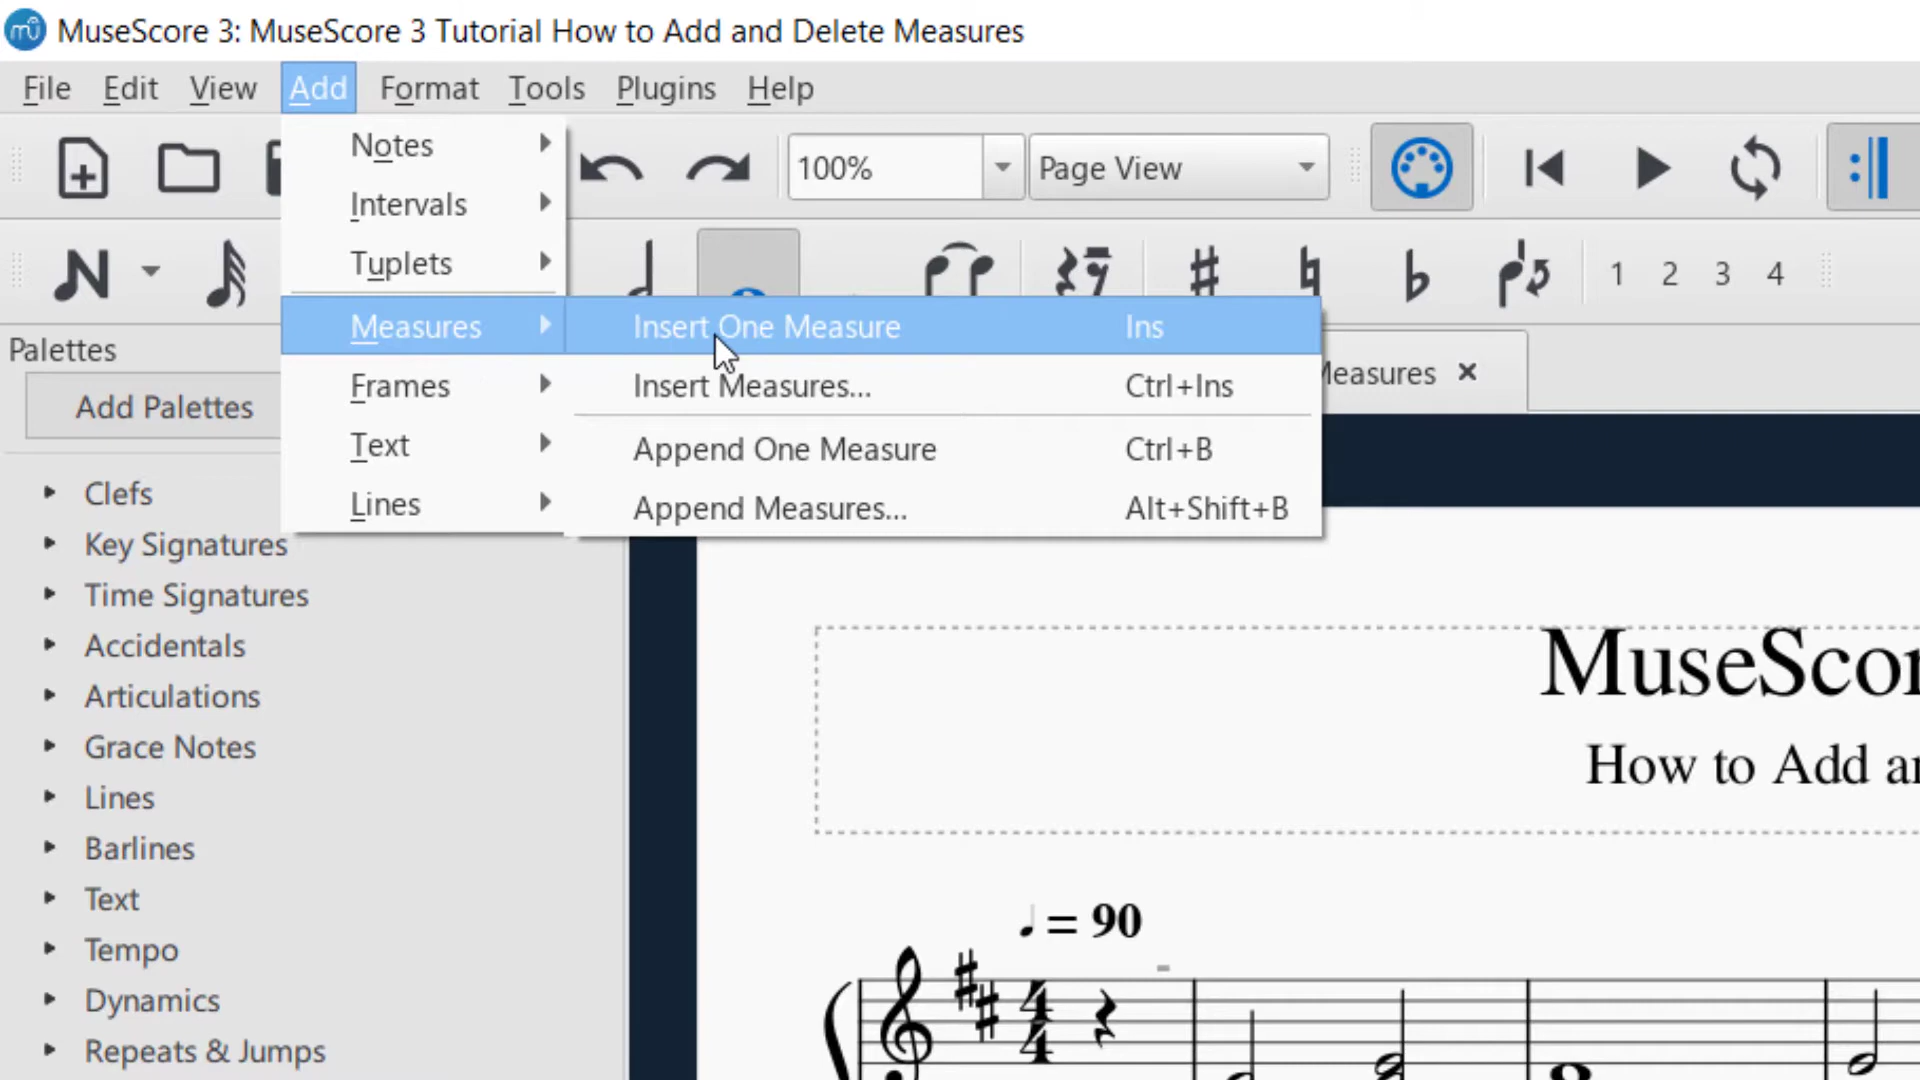 MuseScore 3: MuseScore 3 Tutorial How to Add and Delete Measures
File Edit View Add Format Tools Plugins Help
100% Page View
1 2 3 4
Notes
Intervals
Tuplets
Measures
Frames
Text
Lines
Insert One Measure Ins
Insert Measures... Ctrl+Ins
Append One Measure Ctrl+B
Append Measures... Alt+Shift+B
Measures
Palettes
Add Palettes
Clefs
Key Signatures
Time Signatures
Accidentals
Articulations
Grace Notes
Lines
Barlines
Text
Tempo
Dynamics
Repeats & Jumps
MuseScor
How to Add a
♩ = 90
4
4